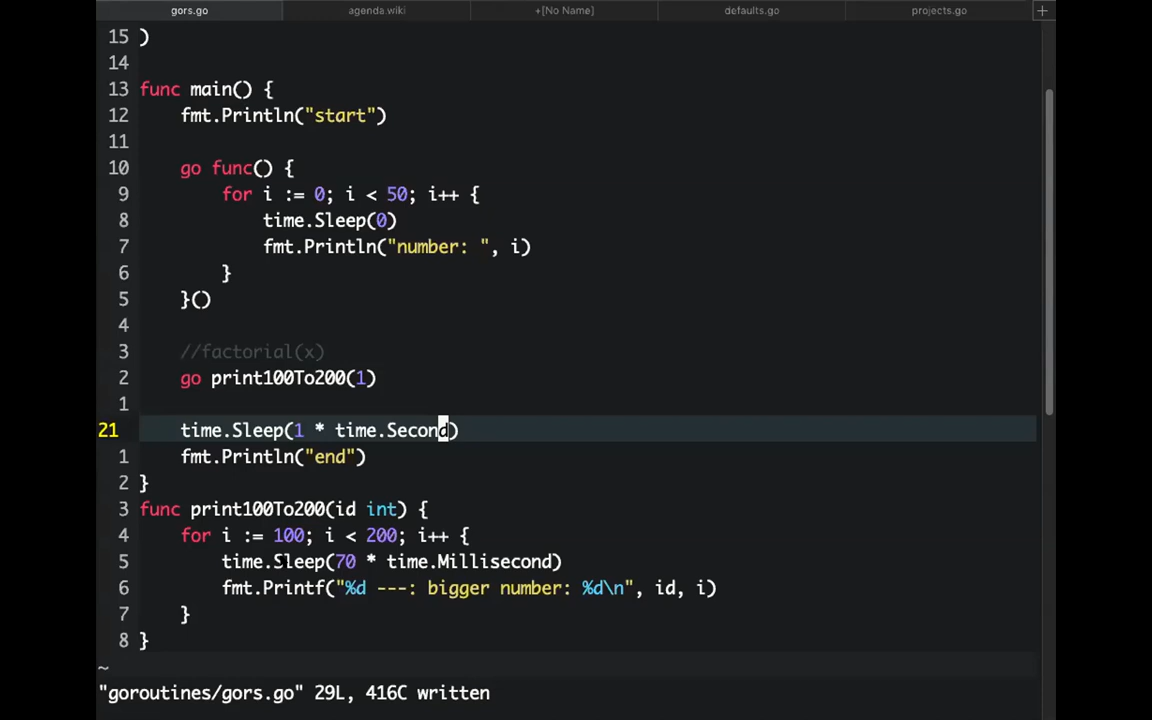 gors.go agenda.wiki +[No Name] defaults.go projects.go +
15 )
14
13 func main() {
12 fmt.Println("start")
11
10 go func() {
9 for i := 0; i < 50; i++ {
8 time.Sleep(0)
7 fmt.Println("number: ", i)
6 }
5 }()
4
3 //factorial(x)
2 go print100To200(1)
1
21 time.Sleep(1 * time.Second)
1 fmt.Println("end")
2 }
3 func print100To200(id int) {
4 for i := 100; i < 200; i++ {
5 time.Sleep(70 * time.Millisecond)
6 fmt.Printf("%d ---: bigger number: %d\n", id, i)
7 }
8 }
~
"goroutines/gors.go" 29L, 416C written